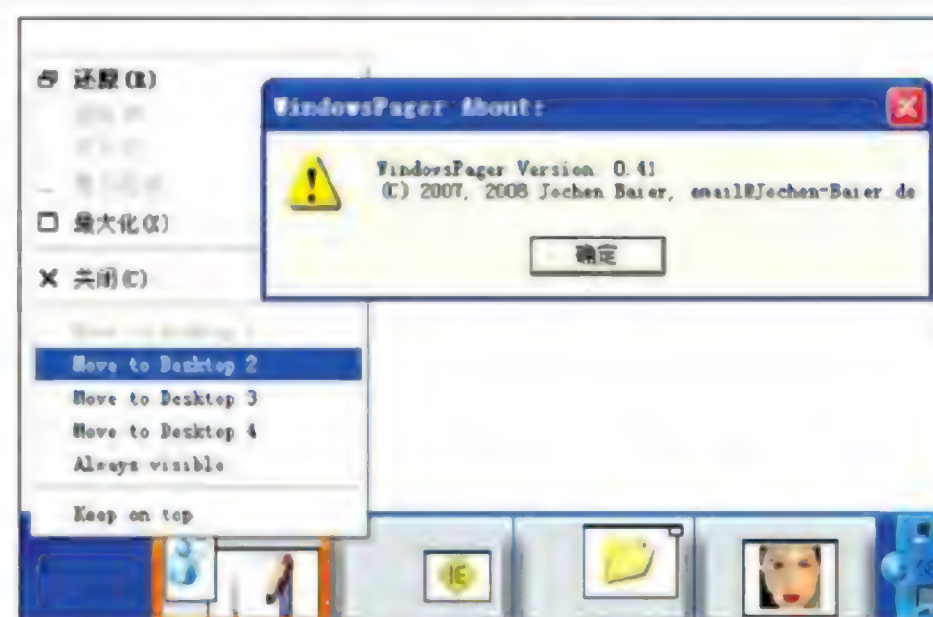 还原(R)
最大化(X)
关闭(C)
Move to Desktop 2
Move to Desktop 3
Move to Desktop 4
Always visible
Keep on top
WindowsPager About:
WindowsPager Version 0.41
(C) 2007, 2008 Jochen Baier, email@Jochen-Baier.de
确定
IE